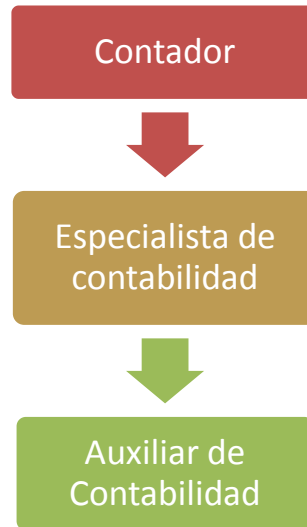 Contador
Especialista de
contabilidad
Auxiliar de
Contabilidad